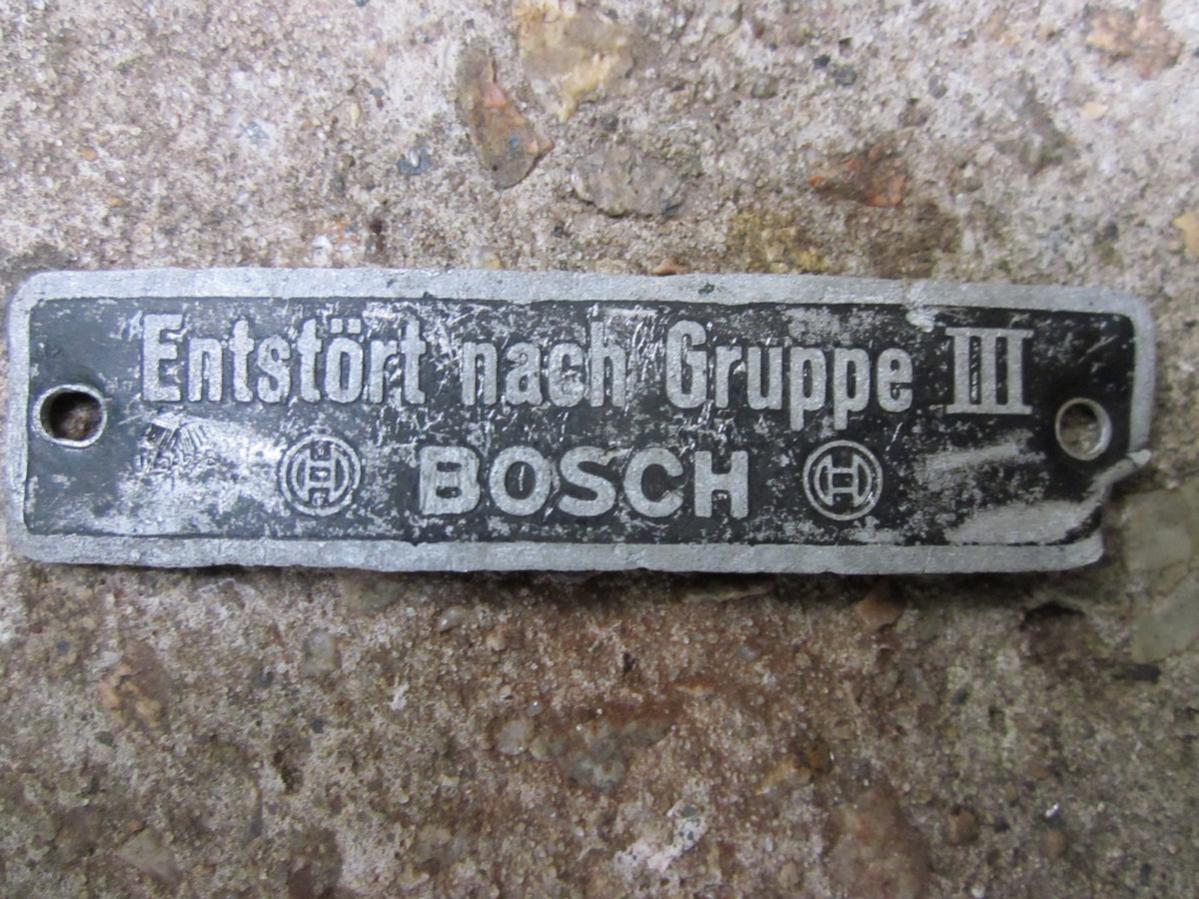 Entstört nach Gruppe III
BOSCH